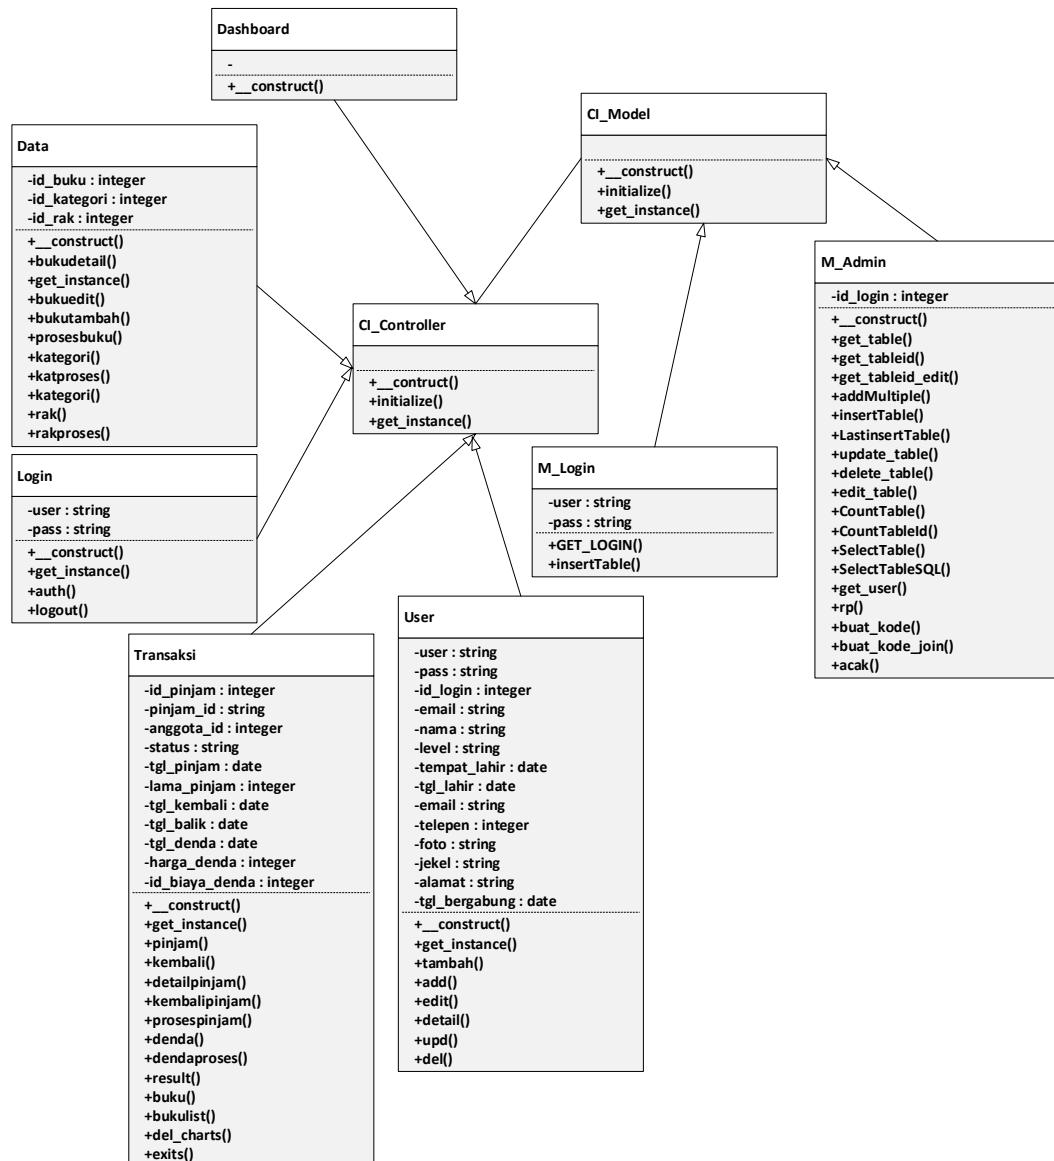 Dashboard
-
+__construct()
CI_Model
+__construct()
+initialize()
+get_instance()
Data
-id_buku : integer
-id_kategori : integer
-id_rak : integer
+__construct()
+bukudetail()
+get_instance()
+bukuedit()
+bukutambah()
+prosesbuku()
+kategori()
+katproses()
+kategori()
+rak()
+rakproses()
M_Admin
-id_login : integer
+__construct()
+get_table()
+get_tableid()
+get_tableid_edit()
+addMultiple()
+insertTable()
+LastinsertTable()
+update_table()
+delete_table()
+edit_table()
+CountTable()
+CountTableId()
+SelectTable()
+SelectTableSQL()
+get_user()
+rp()
+buat_kode()
+buat_kode_join()
+acak()
CI_Controller
+__contruct()
+initialize()
+get_instance()
Login
-user : string
-pass : string
+__construct()
+get_instance()
+auth()
+logout()
M_Login
-user : string
-pass : string
+GET_LOGIN()
+insertTable()
Transaksi
-id_pinjam : integer
-pinjam_id : string
-anggota_id : integer
-status : string
-tgl_pinjam : date
-lama_pinjam : integer
-tgl_kembali : date
-tgl_balik : date
-tgl_denda : date
-harga_denda : integer
-id_biaya_denda : integer
+__construct()
+get_instance()
+pinjam()
+kembali()
+detailpinjam()
+kembalipinjam()
+prosespinjam()
+denda()
+dendaproses()
+result()
+buku()
+bukulist()
+del_charts()
+exits()
User
-user : string
-pass : string
-id_login : integer
-email : string
-nama : string
-level : string
-tempat_lahir : date
-tgl_lahir : date
-email : string
-telepen : integer
-foto : string
-jekel : string
-alamat : string
-tgl_bergabung : date
+__construct()
+get_instance()
+tambah()
+add()
+edit()
+detail()
+upd()
+del()